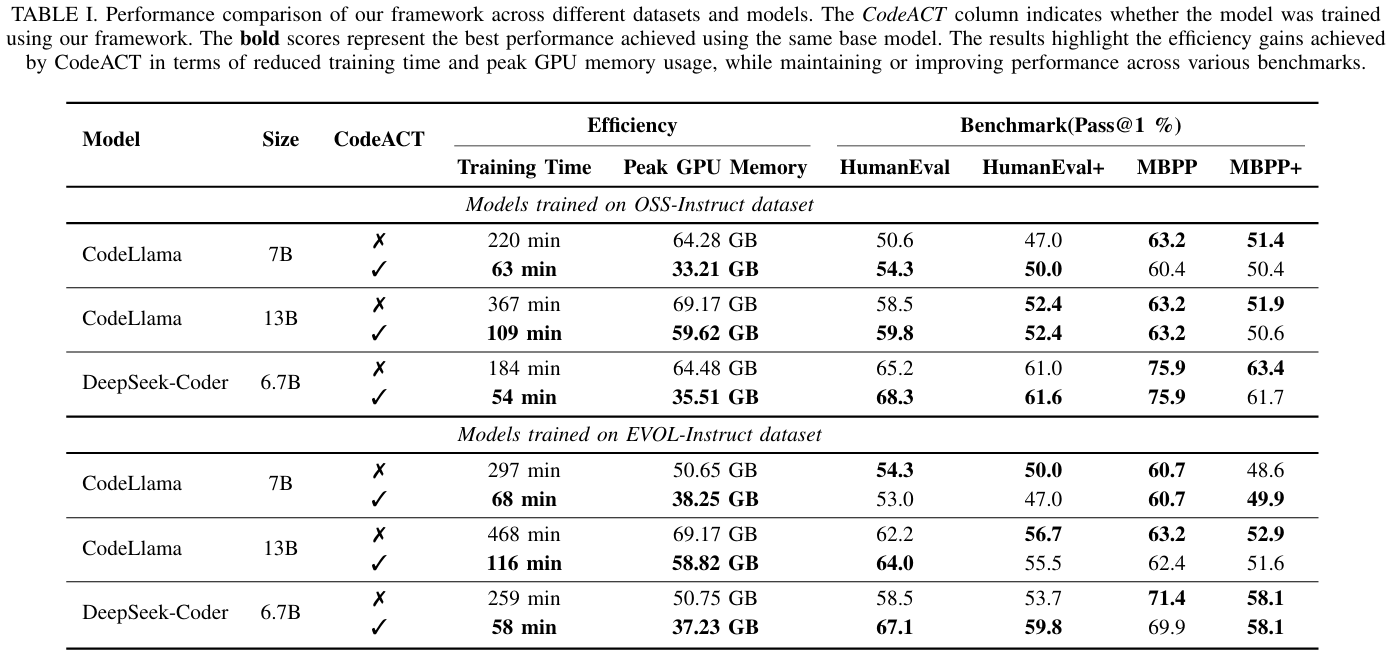 TABLE I. Performance comparison of our framework across different datasets and models. The CodeACT column indicates whether the model was trained
using our framework. The bold scores represent the best performance achieved using the same base model. The results highlight the efficiency gains achieved
by CodeACT in terms of reduced training time and peak GPU memory usage, while maintaining or improving performance across various benchmarks.
Model Size CodeACT Efficiency Benchmark(Pass@1 %)
Training Time Peak GPU Memory HumanEval HumanEval+ MBPP MBPP+
Models trained on OSS-Instruct dataset
CodeLlama 7B ✗ 220 min 64.28 GB 50.6 47.0 63.2 51.4
✓ 63 min 33.21 GB 54.3 50.0 60.4 50.4
CodeLlama 13B ✗ 367 min 69.17 GB 58.5 52.4 63.2 51.9
✓ 109 min 59.62 GB 59.8 52.4 63.2 50.6
DeepSeek-Coder 6.7B ✗ 184 min 64.48 GB 65.2 61.0 75.9 63.4
✓ 54 min 35.51 GB 68.3 61.6 75.9 61.7
Models trained on EVOL-Instruct dataset
CodeLlama 7B ✗ 297 min 50.65 GB 54.3 50.0 60.7 48.6
✓ 68 min 38.25 GB 53.0 47.0 60.7 49.9
CodeLlama 13B ✗ 468 min 69.17 GB 62.2 56.7 63.2 52.9
✓ 116 min 58.82 GB 64.0 55.5 62.4 51.6
DeepSeek-Coder 6.7B ✗ 259 min 50.75 GB 58.5 53.7 71.4 58.1
✓ 58 min 37.23 GB 67.1 59.8 69.9 58.1